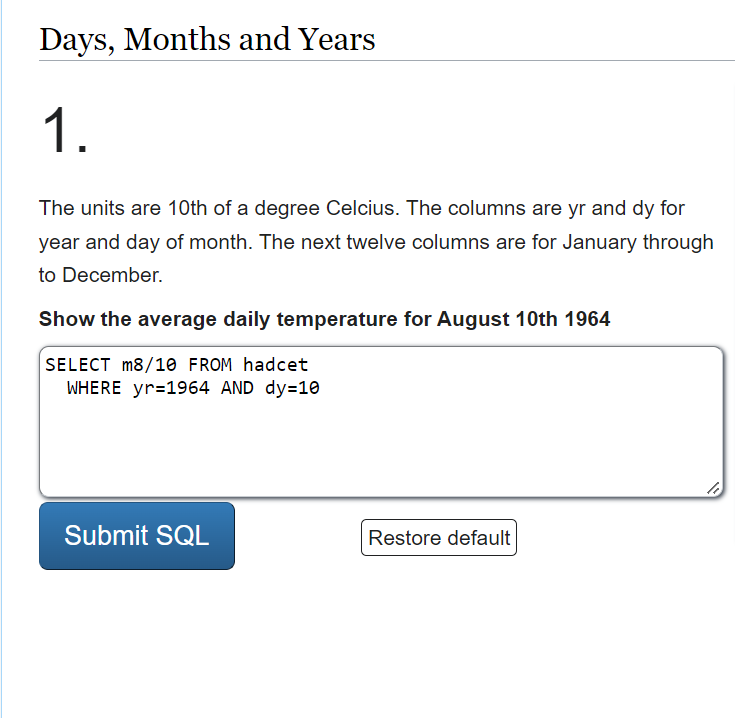 Days, Months and Years
1.
The units are 10th of a degree Celcius. The columns are yr and dy for
year and day of month. The next twelve columns are for January through
to December.
Show the average daily temperature for August 10th 1964
SELECT m8/10 FROM hadcet
  WHERE yr=1964 AND dy=10
Submit SQL
Restore default